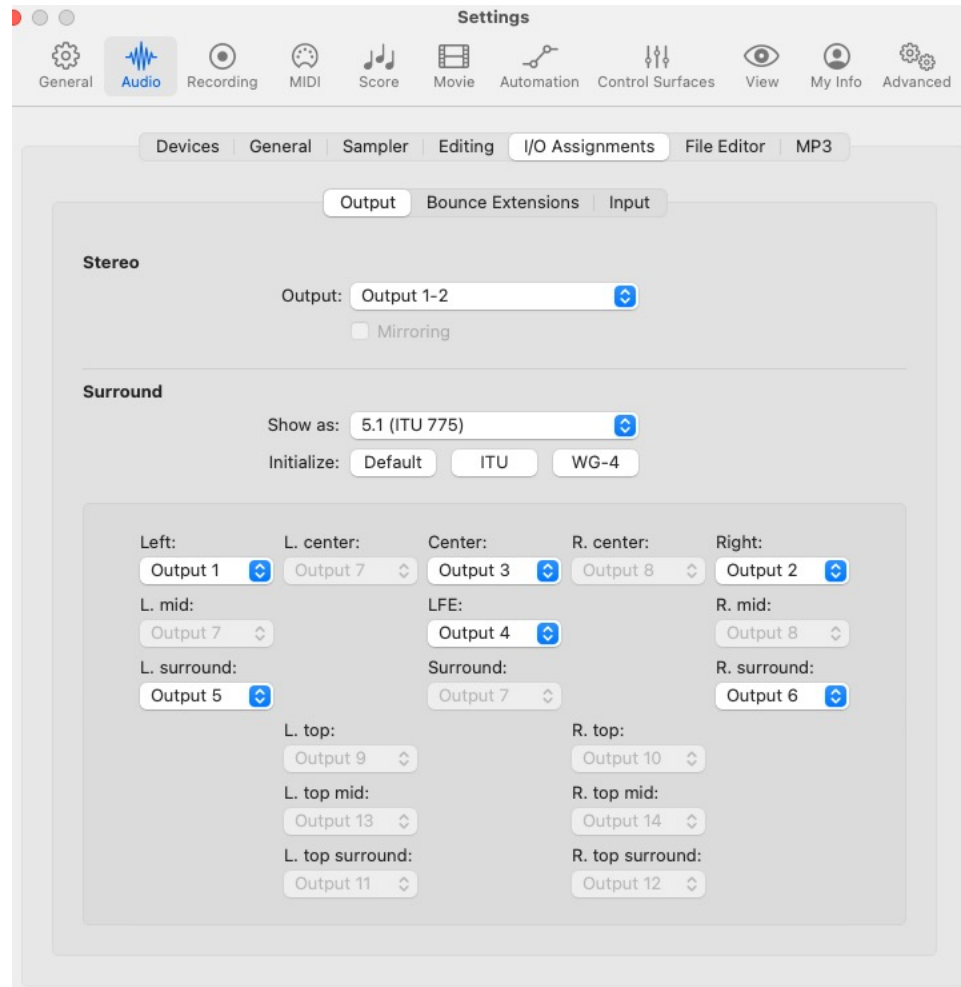 Settings
General Audio Recording MIDI Score Movie Automation Control Surfaces View My Info Advanced
Devices General Sampler Editing I/O Assignments File Editor MP3
Output Bounce Extensions Input
Stereo
Output: Output 1-2
Mirroring
Surround
Show as: 5.1 (ITU 775)
Initialize: Default ITU WG-4
Left: L. center: Center: R. center: Right:
Output 1 Output 7 Output 3 Output 8 Output 2
L. mid: LFE: R. mid:
Output 7 Output 4 Output 8
L. surround: Surround: R. surround:
Output 5 Output 7 Output 6
L. top: R. top:
Output 9 Output 10
L. top mid: R. top mid:
Output 13 Output 14
L. top surround: R. top surround:
Output 11 Output 12